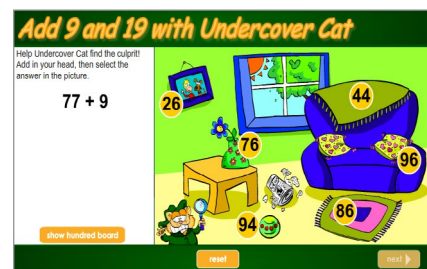 Add 9 and 19 with Undercover Cat
Help Undercover Cat find the culprit!
Add in your head, then select the
answer in the picture.
77 + 9
26
44
76
96
86
94
show hundred board
reset
next